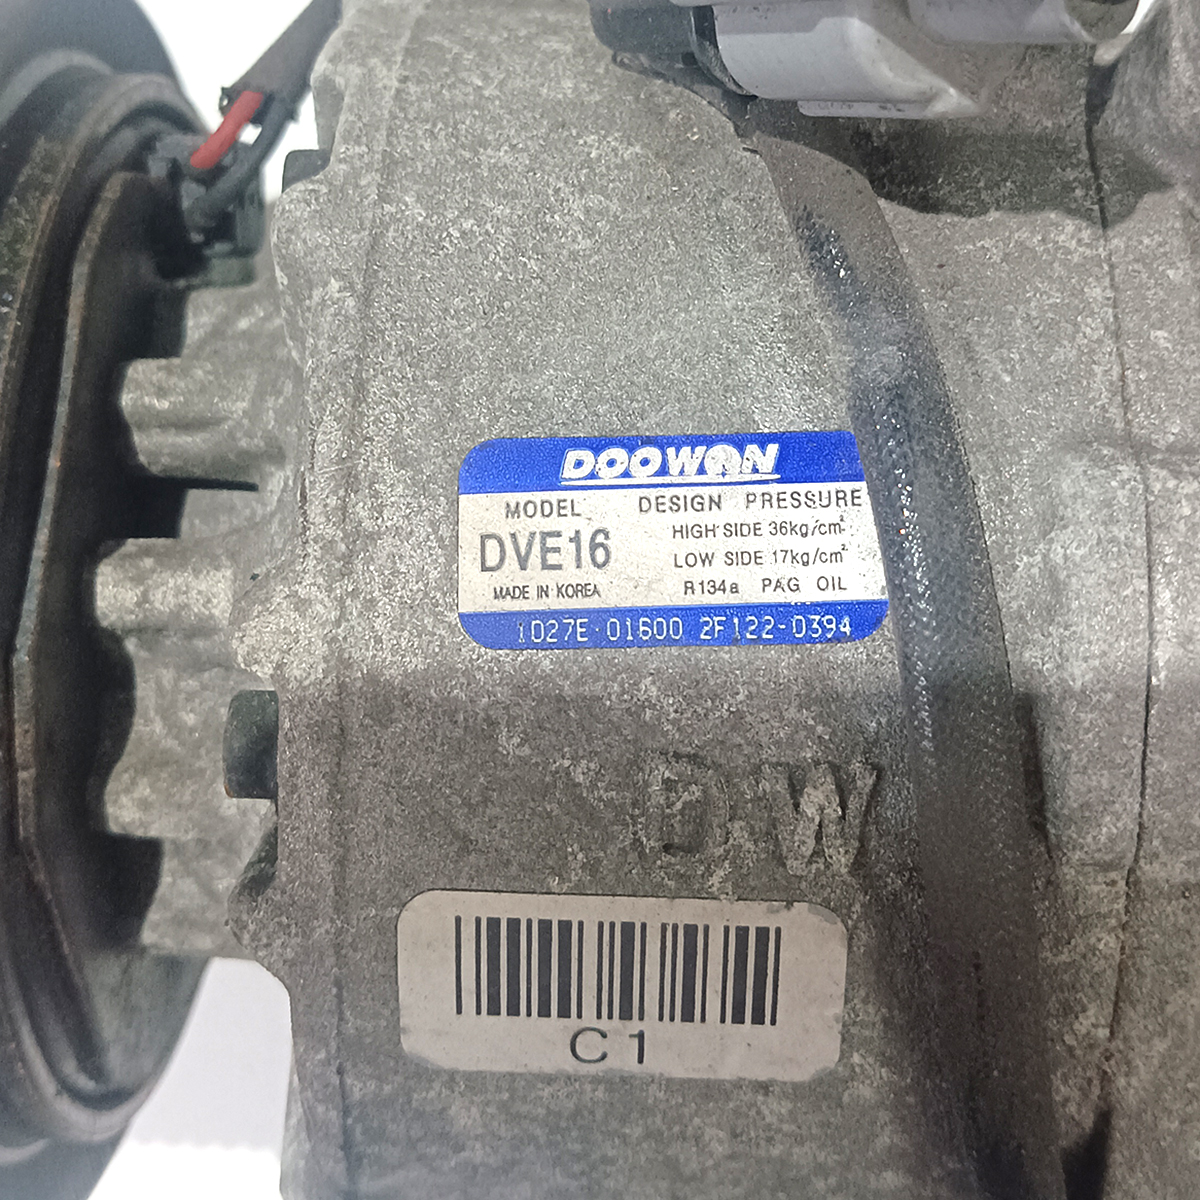 DOOWON
MODEL DESIGN PRESSURE
DVE16 HIGH SIDE 36kg/cm²
LOW SIDE 17kg/cm²
MADE IN KOREA R134a PAG OIL
1D27E-01600 2F122-0394
DW
C1